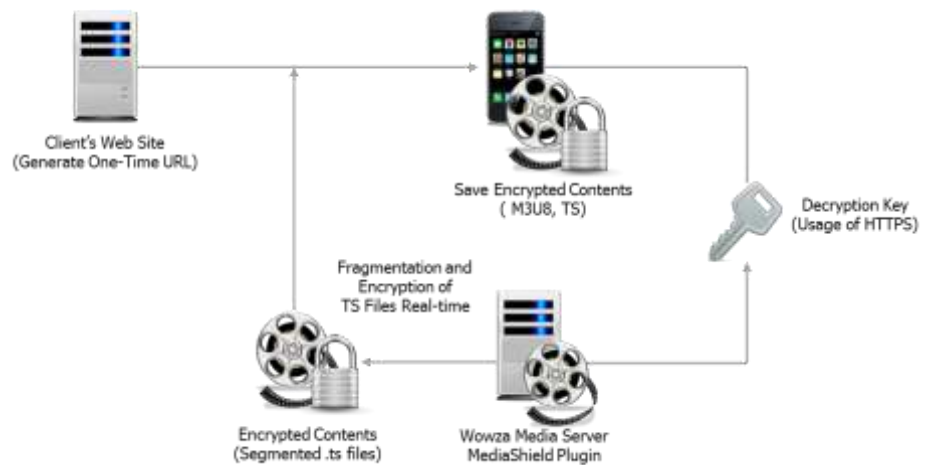 Client's Web Site
(Generate One-Time URL)
Save Encrypted Contents
( M3U8, TS)
Decryption Key
(Usage of HTTPS)
Fragmentation and
Encryption of
TS Files Real-time
Encrypted Contents
(Segmented .ts files)
Wowza Media Server
MediaShield Plugin